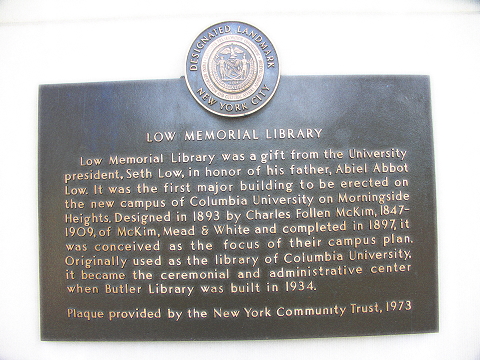 DESIGNATED LANDMARK
NEW YORK CITY
LOW MEMORIAL LIBRARY
Low Memorial Library was a gift from the University
president, Seth Low, in honor of his father, Abiel Abbot
Low. It was the first major building to be erected on
the new campus of Columbia University on Morningside
Heights. Designed in 1893 by Charles Follen McKim, 1847-
1909, of McKim, Mead & White and completed in 1897, it
was conceived as the focus of their campus plan.
Originally used as the library of Columbia University,
it became the ceremonial and administrative center
when Butler Library was built in 1934.
Plaque provided by the New York Community Trust, 1973